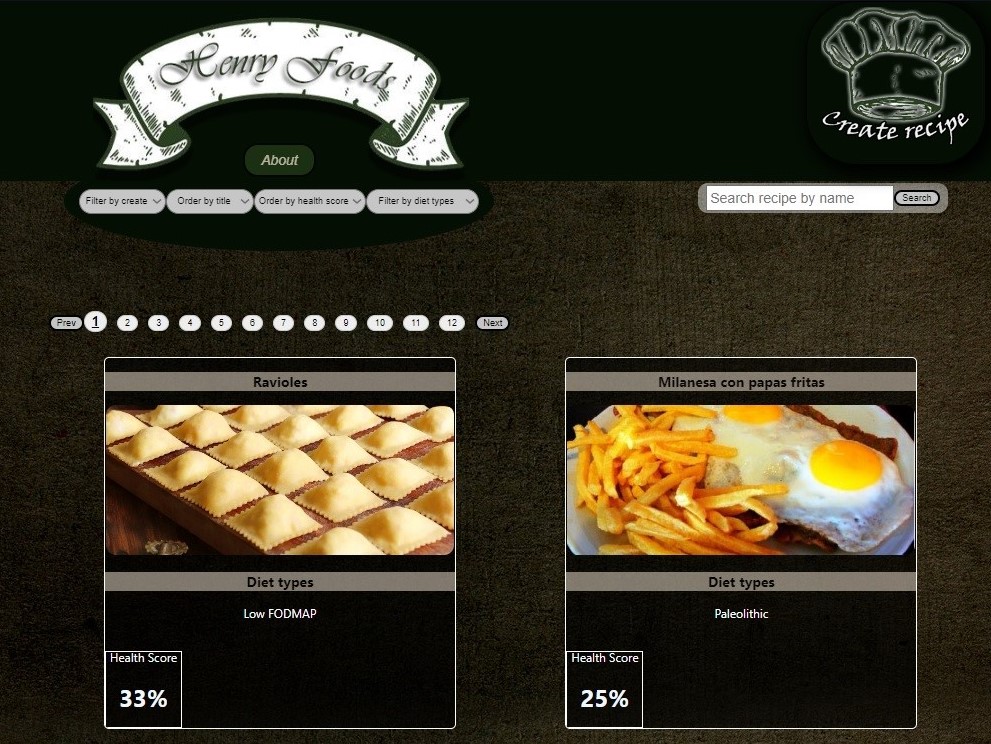 Henry Foods
Create recipe
About
Filter by create Order by title Order by health score Filter by diet types
Search recipe by name Search
Prev 1 2 3 4 5 6 7 8 9 10 11 12 Next
Ravioles
Milanesa con papas fritas
Diet types
Diet types
Low FODMAP
Paleolithic
Health Score
33%
Health Score
25%